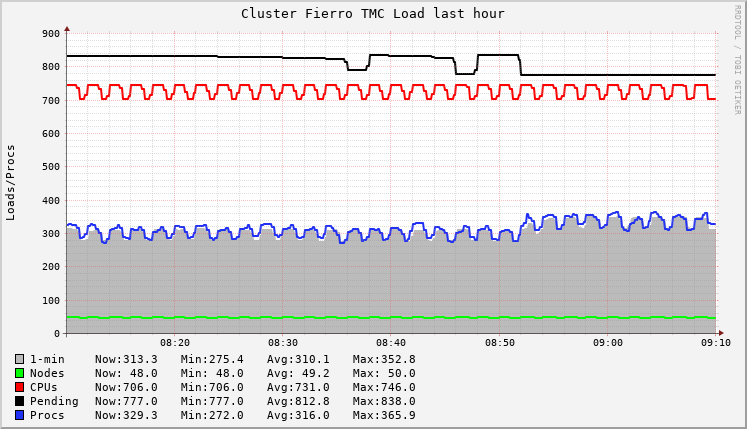 Cluster Fierro TMC Load last hour
RRDTOOL / TOBI OETIKER
Loads/Procs
900
800
700
600
500
400
300
200
100
0
08:20 08:30 08:40 08:50 09:00 09:10
1-min Now:313.3 Min:275.4 Avg:310.1 Max:352.8
Nodes Now: 48.0 Min: 48.0 Avg: 49.2 Max: 50.0
CPUs Now:706.0 Min:706.0 Avg:731.0 Max:746.0
Pending Now:777.0 Min:777.0 Avg:812.8 Max:838.0
Procs Now:329.3 Min:272.0 Avg:316.0 Max:365.9